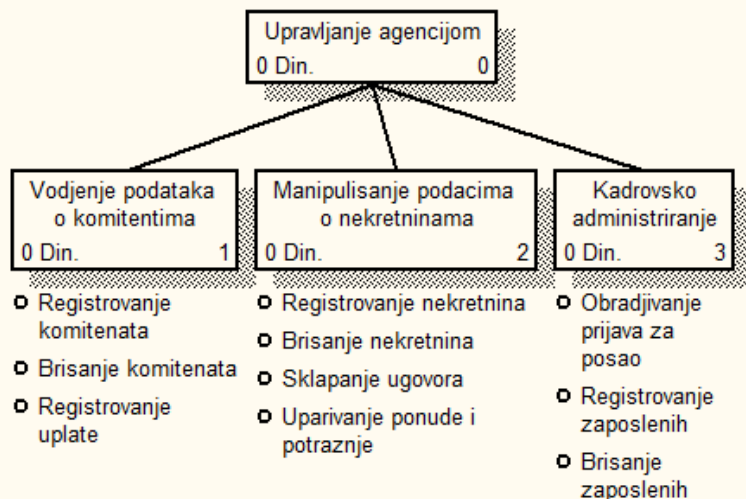 Upravljanje agencijom
0 Din. 0
Vodjenje podataka
o komitentima
0 Din. 1
Manipulisanje podacima
o nekretninama
0 Din. 2
Kadrovsko
administriranje
0 Din. 3
Registrovanje
komitenata
Brisanje komitenata
Registrovanje
uplate
Registrovanje nekretnina
Brisanje nekretnina
Sklapanje ugovora
Uparivanje ponude i
potraznje
Obradjivanje
prijava za
posao
Registrovanje
zaposlenih
Brisanje
zaposlenih